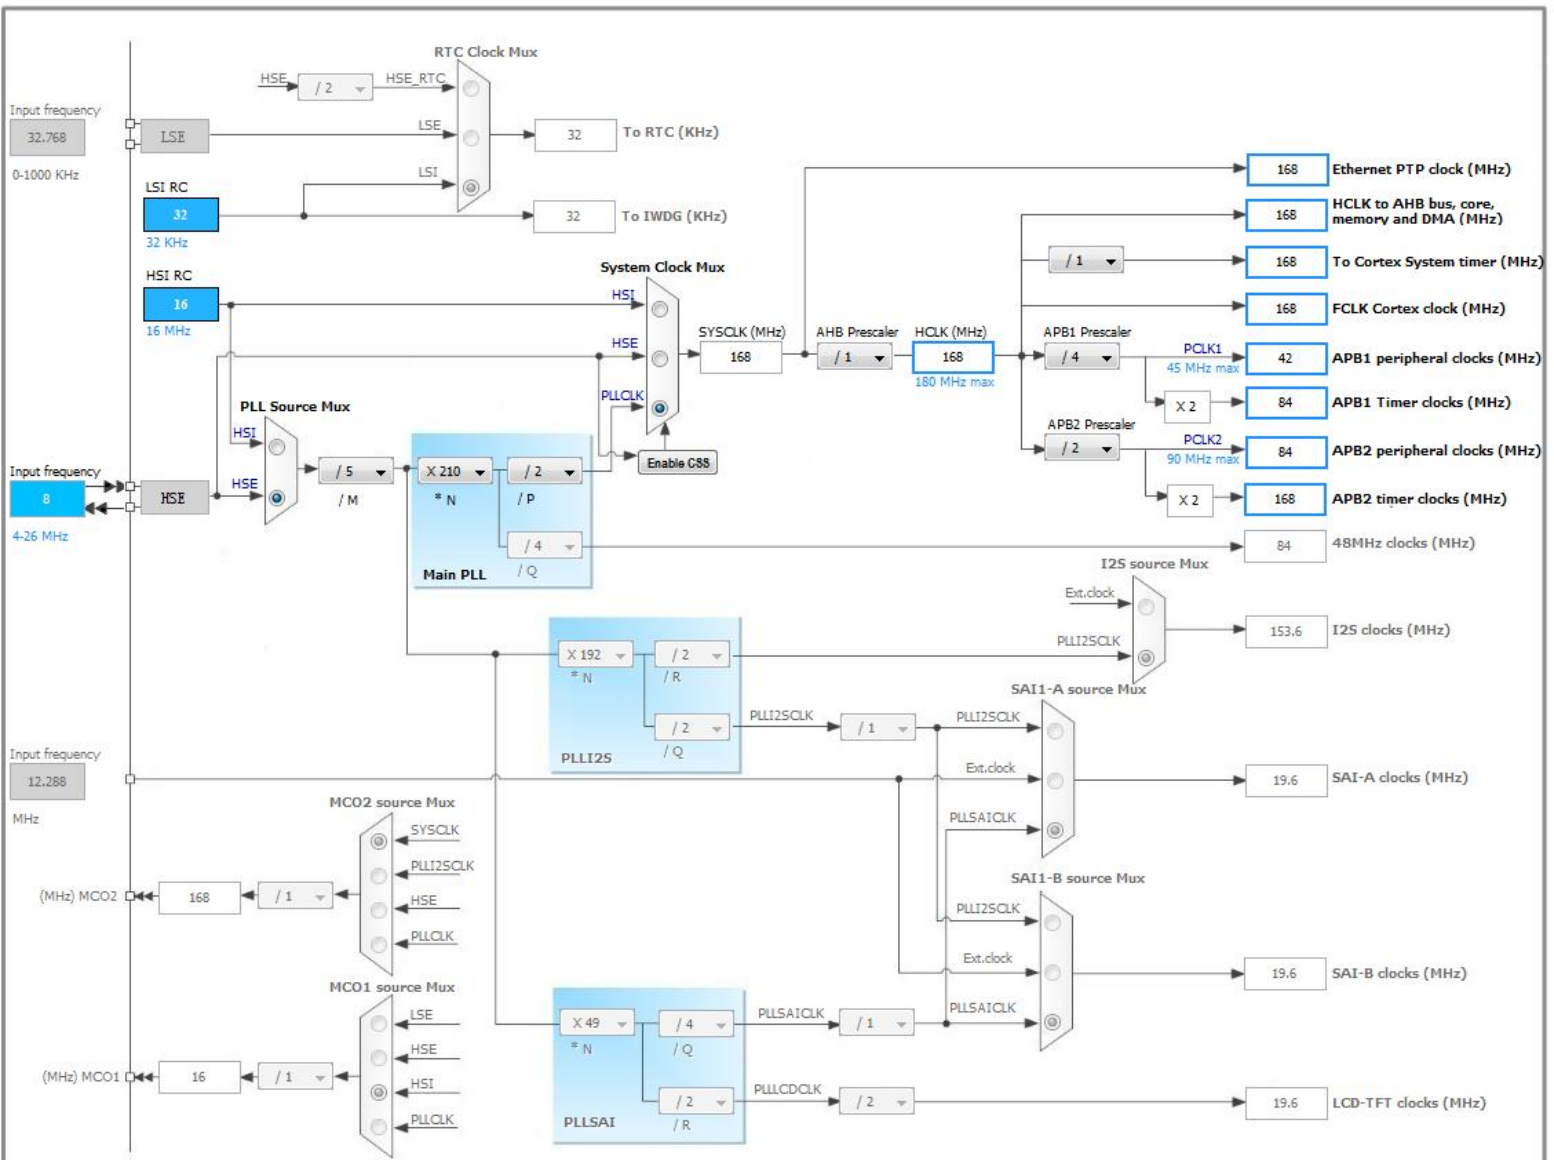 RTC Clock Mux
HSE
/ 2
HSE_RTC
Input frequency
32.768
0-1000 KHz
LSE
LSE
32
To RTC (KHz)
LSI
LSI RC
32
32 KHz
32
To IWDG (KHz)
HSI RC
16
16 MHz
System Clock Mux
HSI
HSE
PLLCLK
SYSCLK (MHz)
168
AHB Prescaler
/ 1
HCLK (MHz)
168
180 MHz max
Enable CSS
168
Ethernet PTP clock (MHz)
168
HCLK to AHB bus, core,
memory and DMA (MHz)
/ 1
168
To Cortex System timer (MHz)
168
FCLK Cortex clock (MHz)
APB1 Prescaler
/ 4
PCLK1
45 MHz max
42
APB1 peripheral clocks (MHz)
X 2
84
APB1 Timer clocks (MHz)
APB2 Prescaler
/ 2
PCLK2
90 MHz max
84
APB2 peripheral clocks (MHz)
X 2
168
APB2 timer clocks (MHz)
PLL Source Mux
HSI
HSE
Input frequency
8
4-26 MHz
HSE
/ 5
/ M
X 210
* N
/ 2
/ P
/ 4
/ Q
Main PLL
84
48MHz clocks (MHz)
I2S source Mux
Ext.clock
PLLI2SCLK
153.6
I2S clocks (MHz)
X 192
* N
/ 2
/ R
/ 2
/ Q
PLLI2S
PLLI2SCLK
/ 1
SAI1-A source Mux
PLLI2SCLK
Ext.clock
PLLSAICLK
19.6
SAI-A clocks (MHz)
Input frequency
12.288
MHz
MCO2 source Mux
SYSCLK
PLLI2SCLK
HSE
PLLCLK
(MHz) MCO2
168
/ 1
SAI1-B source Mux
PLLI2SCLK
Ext.clock
PLLSAICLK
19.6
SAI-B clocks (MHz)
MCO1 source Mux
LSE
HSE
HSI
PLLCLK
(MHz) MCO1
16
/ 1
X 49
* N
/ 4
/ Q
/ 2
/ R
PLLSAI
PLLSAICLK
/ 1
PLLLCDCLK
/ 2
19.6
LCD-TFT clocks (MHz)